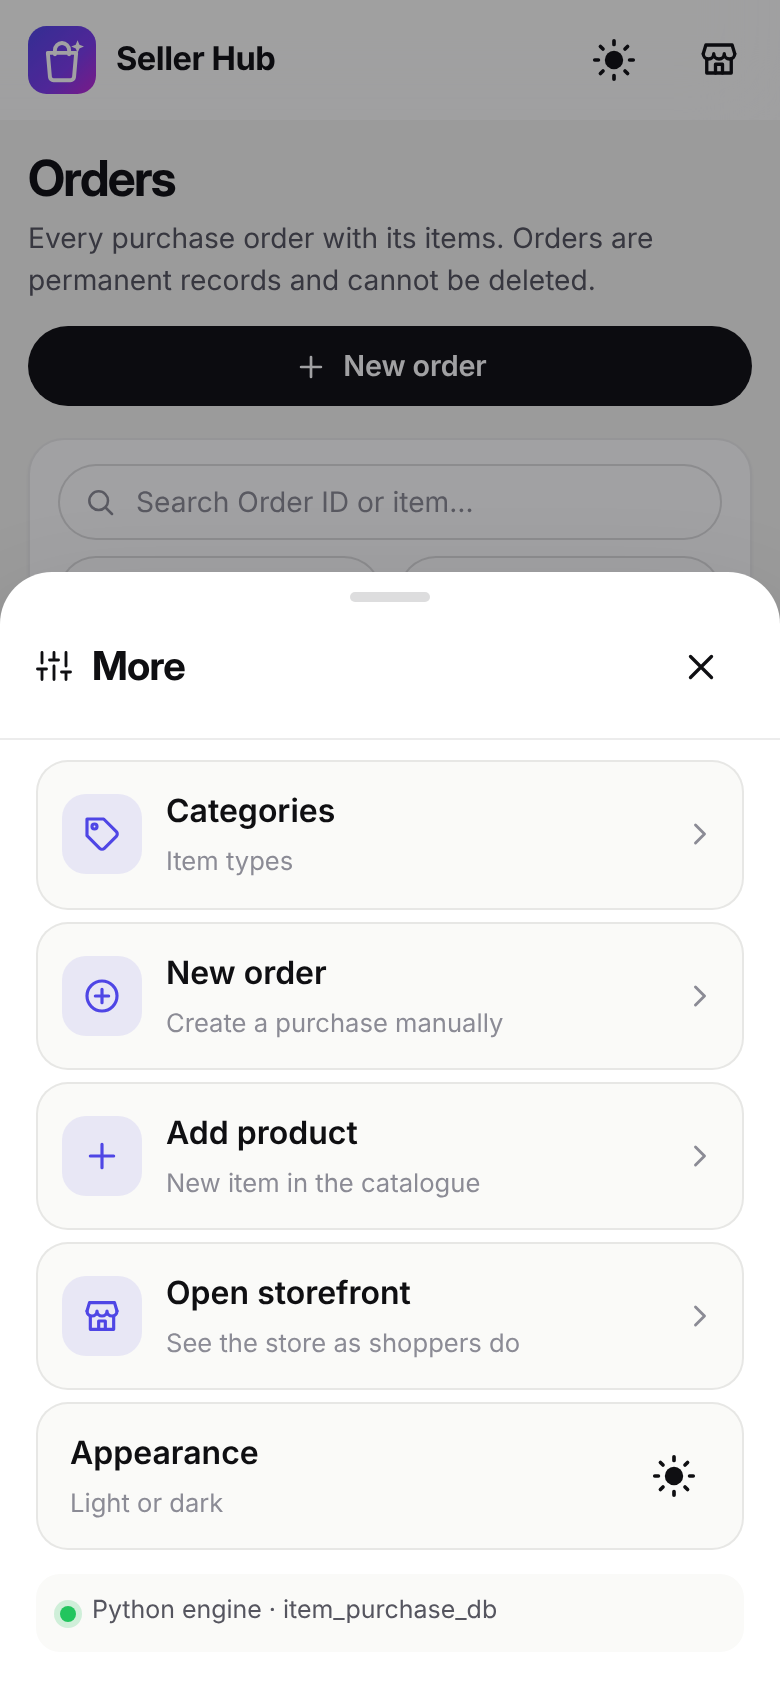 Seller Hub
Orders
Every purchase order with its items. Orders are
permanent records and cannot be deleted.
New order
Search Order ID or item...
More
Categories
Item types
New order
Create a purchase manually
Add product
New item in the catalogue
Open storefront
See the store as shoppers do
Appearance
Light or dark
Python engine · item_purchase_db